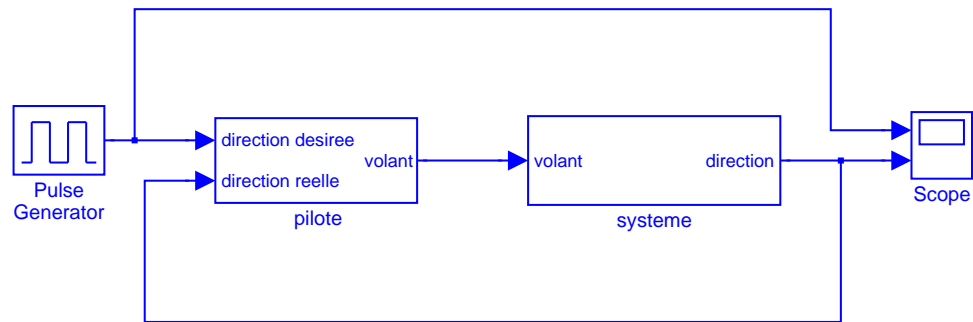 direction desiree
direction reelle
volant
volant
direction
Pulse
Generator
pilote
systeme
Scope